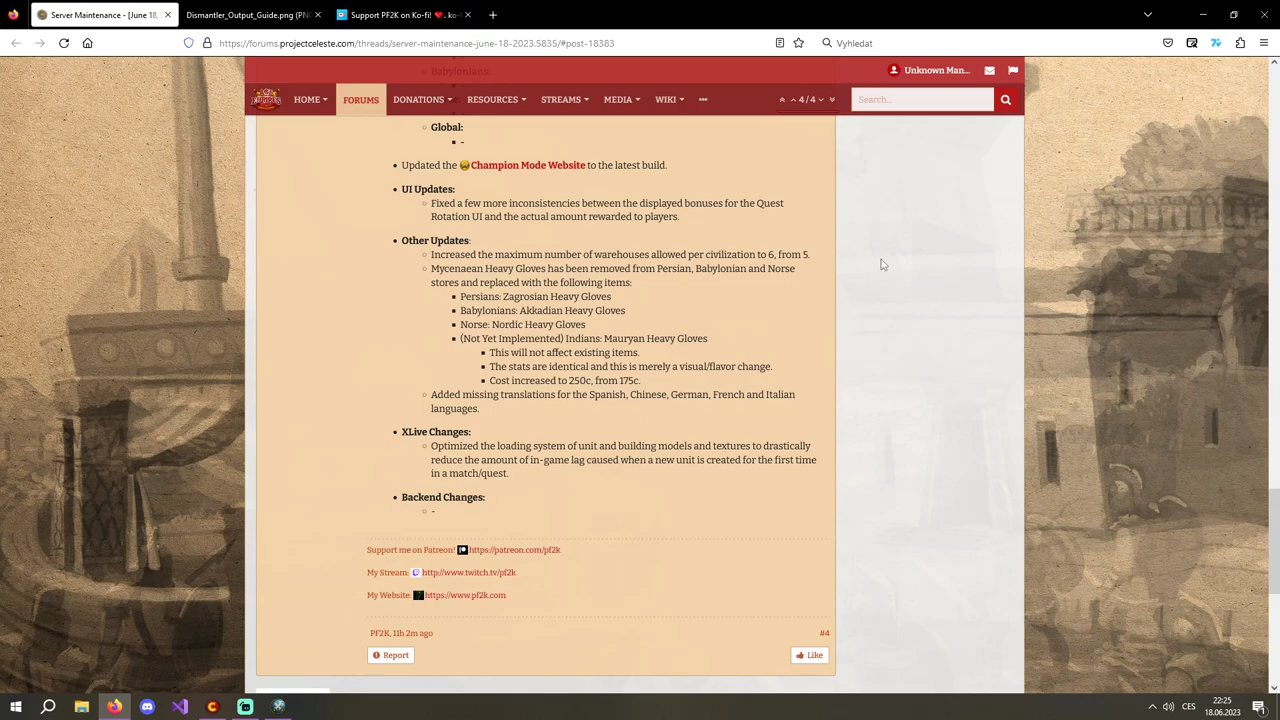 Server Maintenance - [June 18,
Dismantler_Output_Guide.png (PN
Support PF2K on Ko-fi! ❤️. ko-
https://forums.projectceleste.com/threads/server-maintenance-june-18-2023.5835/#post-18383
Vyhledat
Babylonians:
Unknown Man...
HOME
FORUMS
DONATIONS
RESOURCES
STREAMS
MEDIA
WIKI
•••
4/4
Search...
Global:
-
Updated the Champion Mode Website to the latest build.
UI Updates:
Fixed a few more inconsistencies between the displayed bonuses for the Quest
Rotation UI and the actual amount rewarded to players.
Other Updates:
Increased the maximum number of warehouses allowed per civilization to 6, from 5.
Mycenaean Heavy Gloves has been removed from Persian, Babylonian and Norse
stores and replaced with the following items:
Persians: Zagrosian Heavy Gloves
Babylonians: Akkadian Heavy Gloves
Norse: Nordic Heavy Gloves
(Not Yet Implemented) Indians: Mauryan Heavy Gloves
This will not affect existing items.
The stats are identical and this is merely a visual/flavor change.
Cost increased to 250c, from 175c.
Added missing translations for the Spanish, Chinese, German, French and Italian
languages.
XLive Changes:
Optimized the loading system of unit and building models and textures to drastically
reduce the amount of in-game lag caused when a new unit is created for the first time
in a match/quest.
Backend Changes:
-
Support me on Patreon! https://patreon.com/pf2k
My Stream: http://www.twitch.tv/pf2k
My Website: https://www.pf2k.com
PF2K, 11h 2m ago
#4
Report
Like
CES
22:25
18.06.2023
1